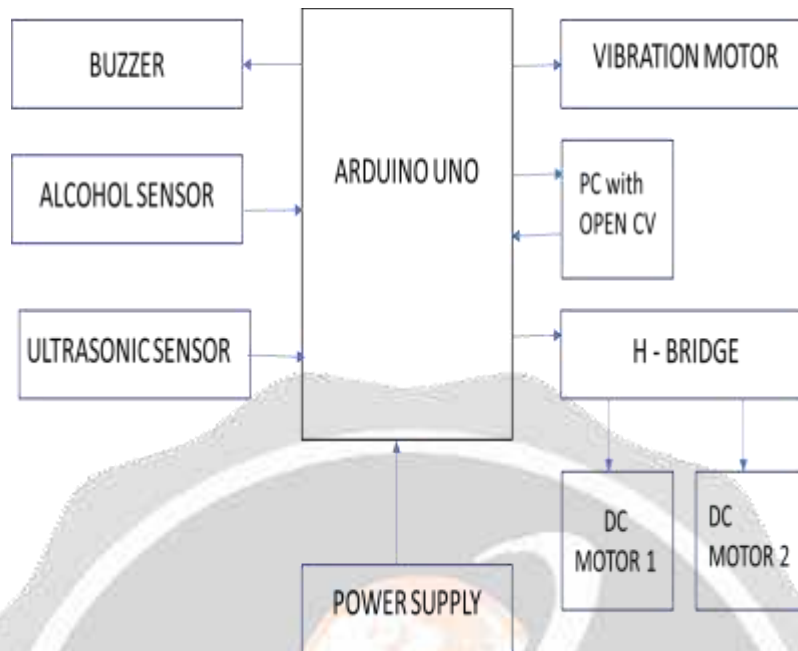 BUZZER
VIBRATION MOTOR
ARDUINO UNO
ALCOHOL SENSOR
PC with
OPEN CV
ULTRASONIC SENSOR
H - BRIDGE
DC
MOTOR 1
DC
MOTOR 2
POWER SUPPLY